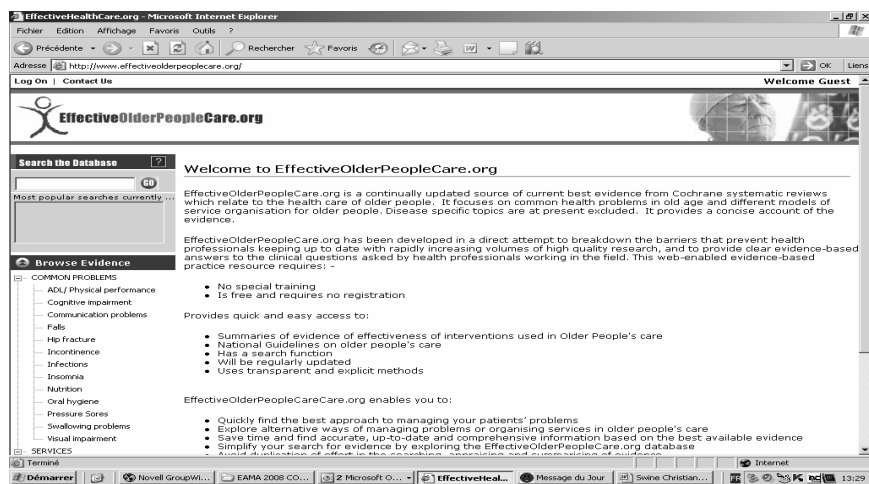 EffectiveHealthCare.org - Microsoft Internet Explorer
Fichier Edition Affichage Favoris Outils ?
Précédente Rechercher Favoris
Adresse http://www.effectiveolderpeoplecare.org/ OK Liens
Log On | Contact Us Welcome Guest
EffectiveOlderPeopleCare.org
Search the Database ?
GO
Most popular searches currently ...
Browse Evidence
COMMON PROBLEMS
ADL/ Physical performance
Cognitive impairment
Communication problems
Falls
Hip fracture
Incontinence
Infections
Insomnia
Nutrition
Oral hygiene
Pressure Sores
Swallowing problems
Visual impairment
SERVICES
Welcome to EffectiveOlderPeopleCare.org
EffectiveOlderPeopleCare.org is a continually updated source of current best evidence from Cochrane systematic reviews
which relate to the health care of older people. It focuses on common health problems in old age and different models of
service organisation for older people. Disease specific topics are at present excluded. It provides a concise account of the
evidence.
EffectiveOlderPeopleCare.org has been developed in a direct attempt to breakdown the barriers that prevent health
professionals keeping up to date with rapidly increasing volumes of high quality research, and to provide clear evidence-based
answers to the clinical questions asked by health professionals working in the field. This web-enabled evidence-based
practice resource requires: -
• No special training
• Is free and requires no registration
Provides quick and easy access to:
• Summaries of evidence of effectiveness of interventions used in Older People's care
• National Guidelines on older people's care
• Has a search function
• Will be regularly updated
• Uses transparent and explicit methods
EffectiveOlderPeopleCareCare.org enables you to:
• Quickly find the best approach to managing your patients' problems
• Explore alternative ways of managing problems or organising services in older people's care
• Save time and find accurate, up-to-date and comprehensive information based on the best available evidence
• Simplify your search for evidence by exploring the EffectiveOlderPeopleCare.org database
• Avoid duplication of effort in the searching, appraising and summarising of evidence
Terminé Internet
Démarrer Novell GroupWi... EAMA 2008 CO... 2 Microsoft O... EffectiveHeal... Message du Jour Swine Christian... 13:29